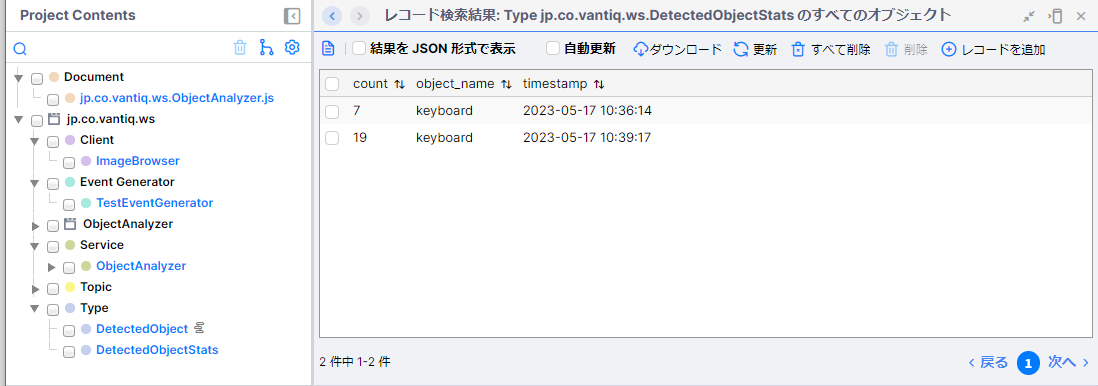 Project Contents
Document
jp.co.vantiq.ws.ObjectAnalyzer.js
jp.co.vantiq.ws
Client
ImageBrowser
Event Generator
TestEventGenerator
ObjectAnalyzer
Service
ObjectAnalyzer
Topic
Type
DetectedObject
DetectedObjectStats
レコード検索結果: Type jp.co.vantiq.ws.DetectedObjectStats のすべてのオブジェクト
結果を JSON 形式で表示 自動更新 ダウンロード 更新 すべて削除 削除 レコードを追加
count object_name timestamp
7 keyboard 2023-05-17 10:36:14
19 keyboard 2023-05-17 10:39:17
2 件中 1-2 件 戻る 1 次へ